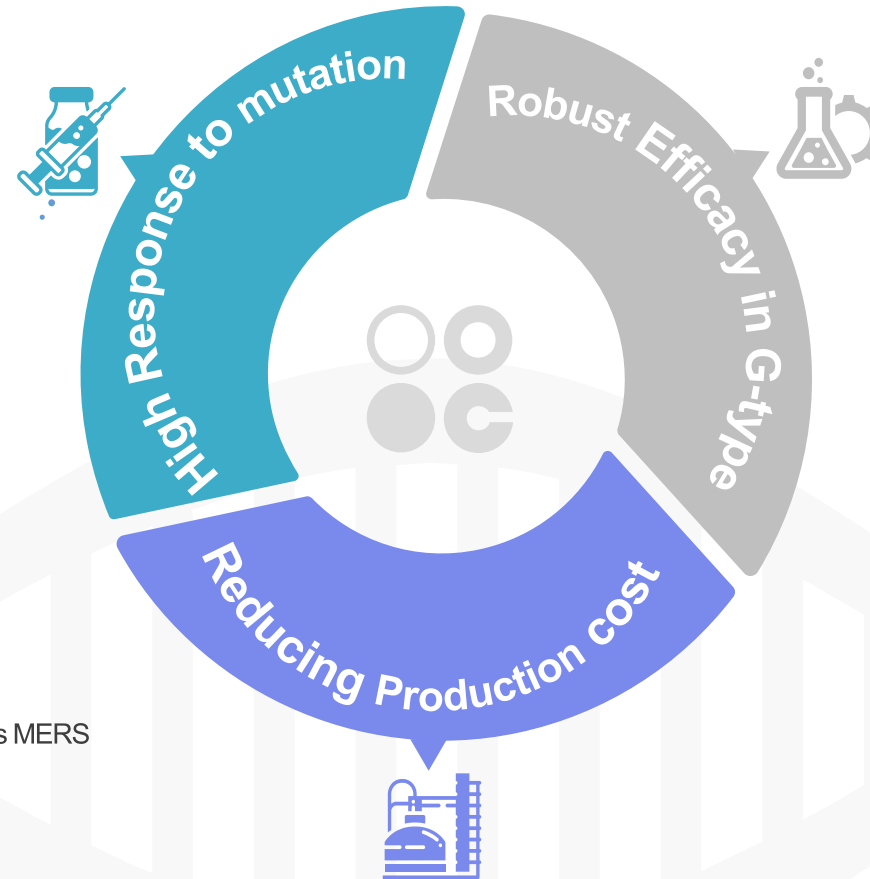 High Response to mutation
Robust Efficacy in G-type
Reducing Production cost
MERS